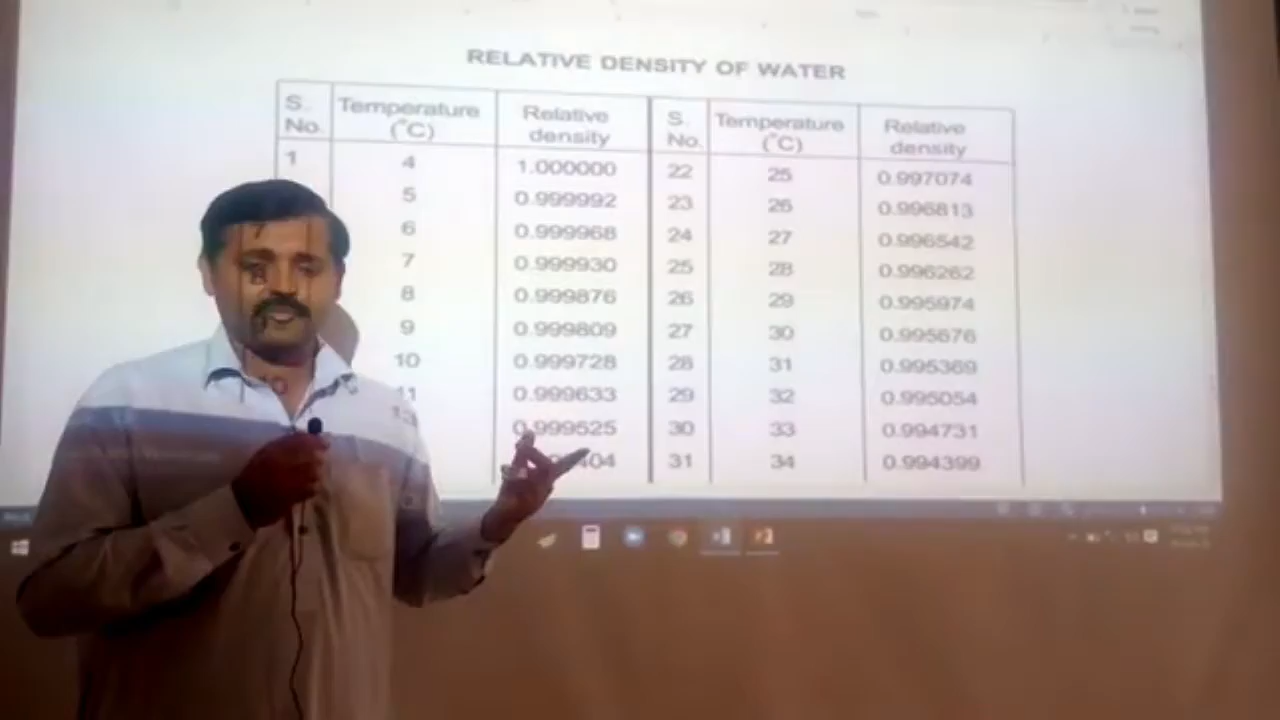 RELATIVE DENSITY OF WATER
S. No. Temperature (°C) Relative density S. No. Temperature (°C) Relative density
1 4 1.000000 22 25 0.997074
5 0.999992 23 26 0.996813
6 0.999968 24 27 0.996542
7 0.999930 25 28 0.996262
8 0.999876 26 29 0.995974
9 0.999809 27 30 0.995676
10 0.999728 28 31 0.995369
11 0.999633 29 32 0.995054
0.999525 30 33 0.994731
404 31 34 0.994399